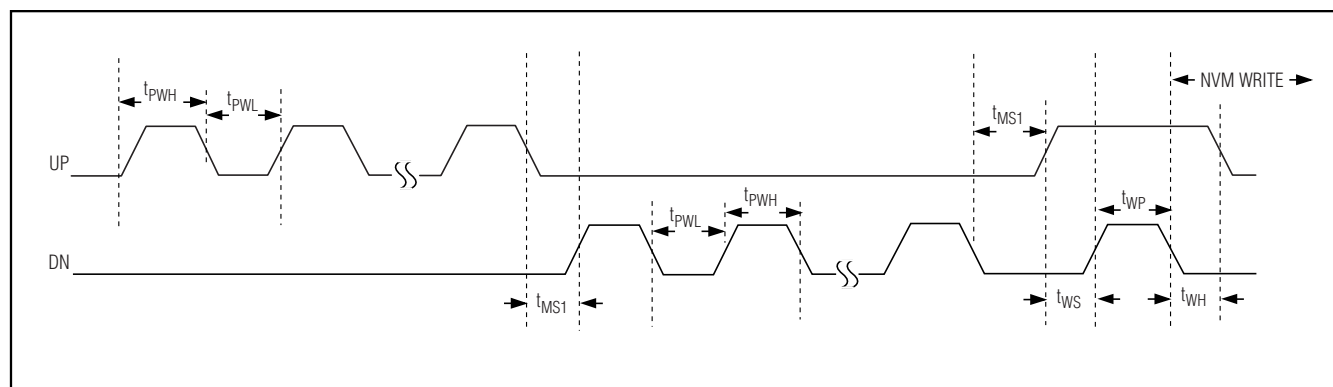 NVM WRITE
tPWH
tPWL
tMS1
UP
tPWL
tPWH
tWP
DN
tMS1
tWS
tWH